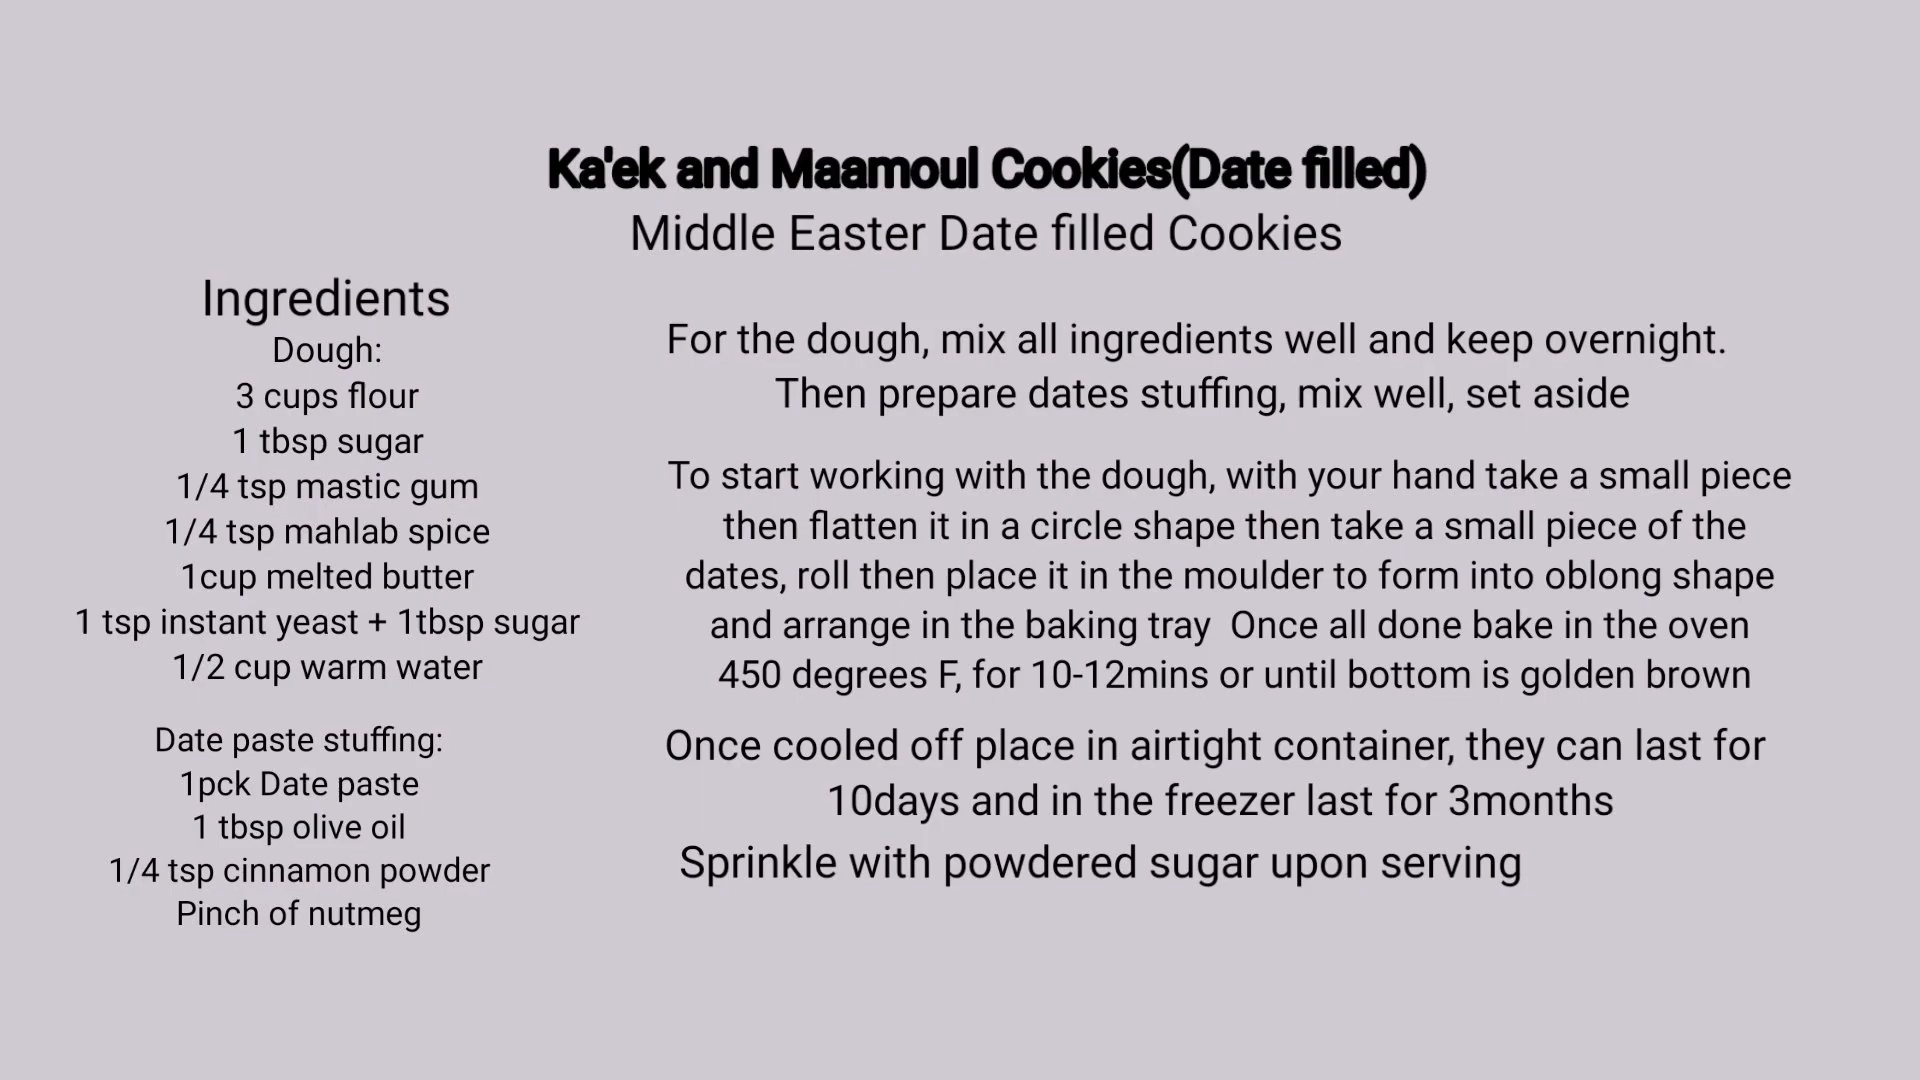 Ka'ek and Maamoul Cookies(Date filled)
Middle Easter Date filled Cookies
Ingredients
Dough:
3 cups flour
1 tbsp sugar
1/4 tsp mastic gum
1/4 tsp mahlab spice
1cup melted butter
1 tsp instant yeast + 1tbsp sugar
1/2 cup warm water
Date paste stuffing:
1pck Date paste
1 tbsp olive oil
1/4 tsp cinnamon powder
Pinch of nutmeg
For the dough, mix all ingredients well and keep overnight.
Then prepare dates stuffing, mix well, set aside
To start working with the dough, with your hand take a small piece
then flatten it in a circle shape then take a small piece of the
dates, roll then place it in the moulder to form into oblong shape
and arrange in the baking tray  Once all done bake in the oven
450 degrees F, for 10-12mins or until bottom is golden brown
Once cooled off place in airtight container, they can last for
10days and in the freezer last for 3months
Sprinkle with powdered sugar upon serving